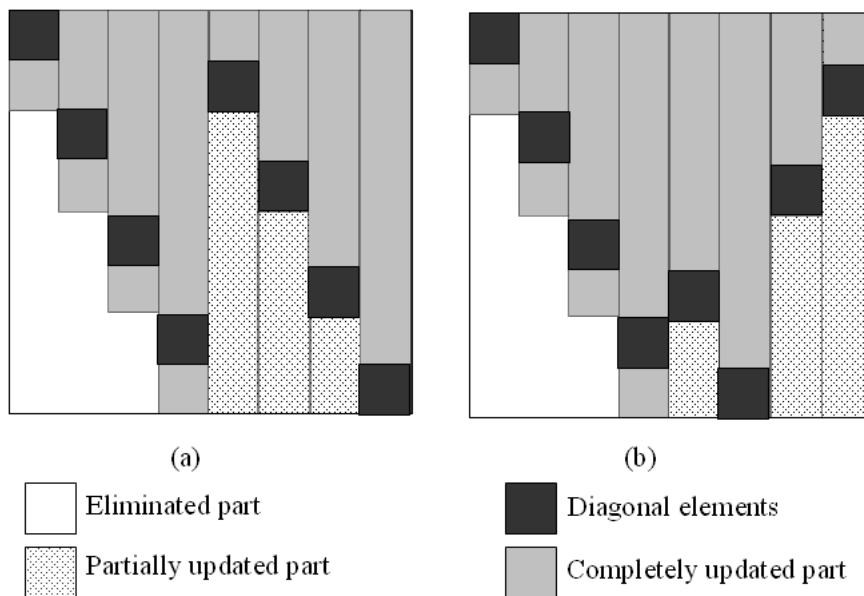 (a) (b)
Eliminated part Diagonal elements
Partially updated part Completely updated part